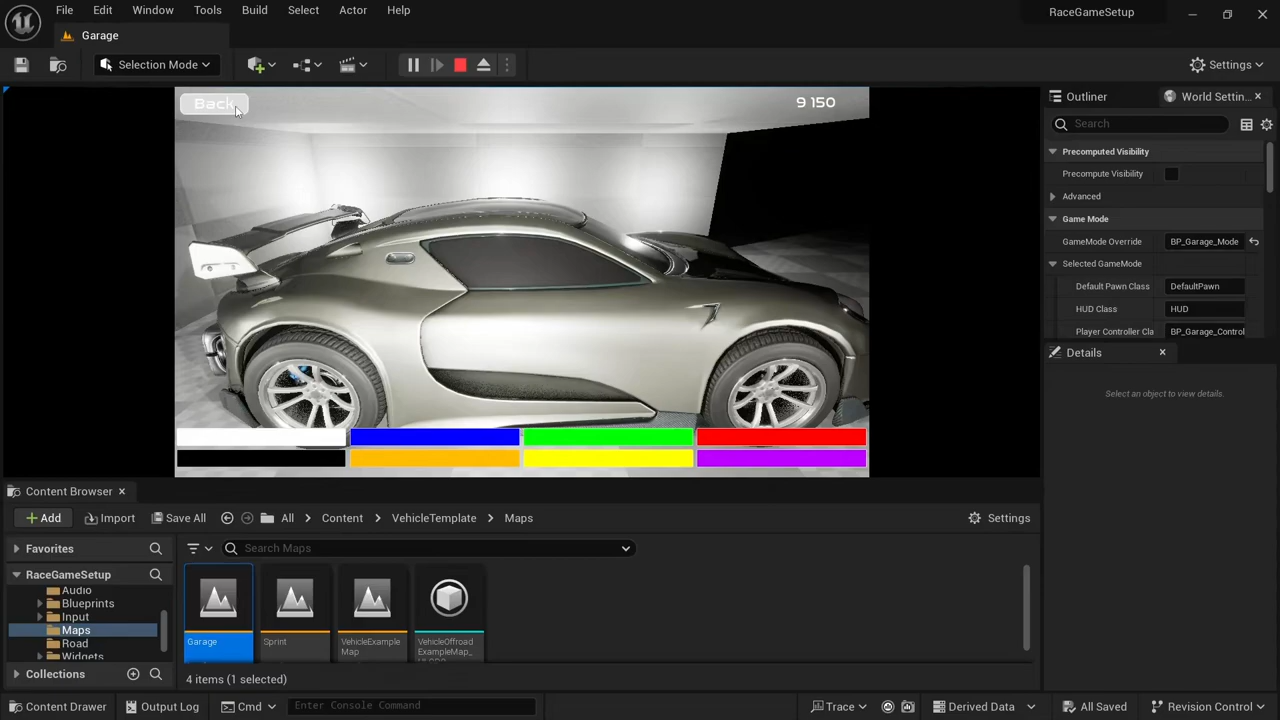 File Edit Window Tools Build Select Actor Help
RaceGameSetup
Garage
Selection Mode
Settings
Back
9 150
Outliner
World Settin...
Search
Precomputed Visibility
Precompute Visibility
Advanced
Game Mode
GameMode Override
BP_Garage_Mode
Selected GameMode
Default Pawn Class
DefaultPawn
HUD Class
HUD
Player Controller Cla
BP_Garage_Control
Details
Select an object to view details.
Content Browser
Add
Import
Save All
All
Content
VehicleTemplate
Maps
Settings
Favorites
Search Maps
RaceGameSetup
Audio
Blueprints
Input
Maps
Road
Widgets
Garage
Sprint
VehicleExample
Map
VehicleOffroad
ExampleMap_
Collections
4 items (1 selected)
Content Drawer
Output Log
Cmd
Enter Console Command
Trace
Derived Data
All Saved
Revision Control